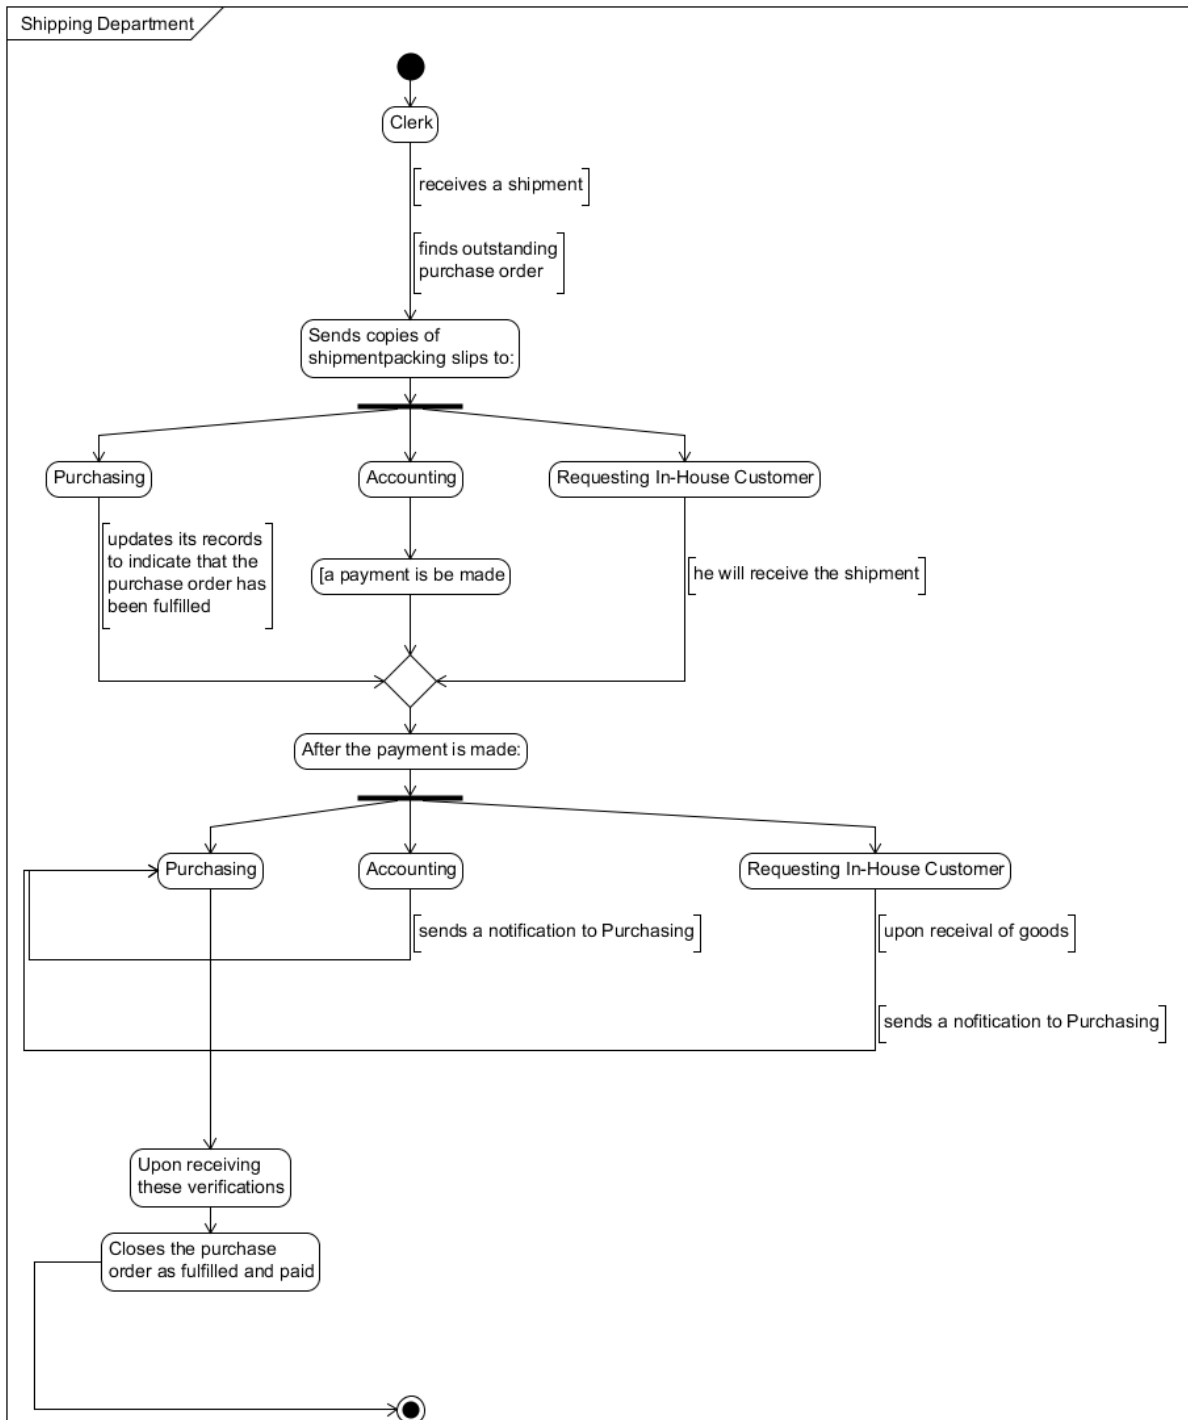 Shipping Department
Clerk
receives a shipment
finds outstanding
purchase order
Sends copies of
shipmentpacking slips to:
Purchasing
Accounting
Requesting In-House Customer
updates its records
to indicate that the
purchase order has
been fulfilled
[a payment is be made
he will receive the shipment
After the payment is made:
Purchasing
Accounting
Requesting In-House Customer
sends a notification to Purchasing
upon receival of goods
sends a nofitication to Purchasing
Upon receiving
these verifications
Closes the purchase
order as fulfilled and paid